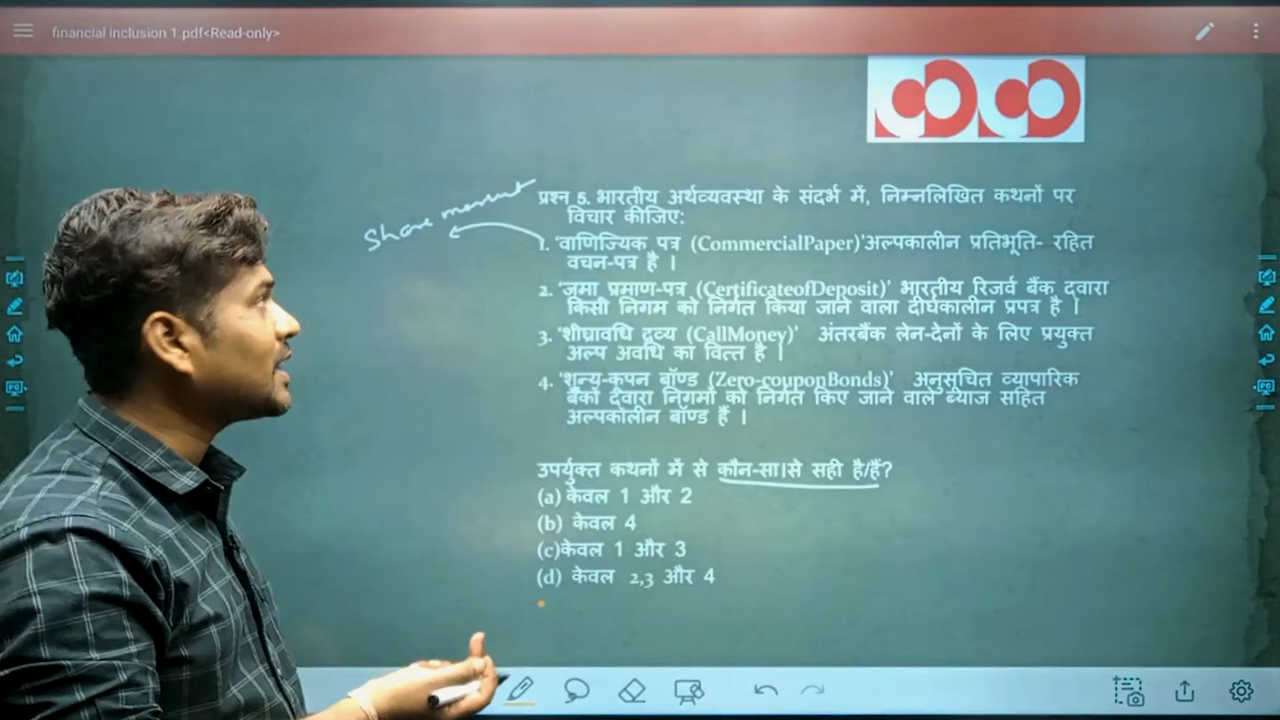 financial inclusion 1.pdf<Read-only>
प्रश्न 5. भारतीय अर्थव्यवस्था के संदर्भ में, निम्नलिखित कथनों पर
विचार कीजिए:
Share
1. 'वाणिज्यिक पत्र (CommercialPaper)'अल्पकालीन प्रतिभूति- रहित
वचन-पत्र है ।
2. 'जमा प्रमाण-पत्र (CertificateofDeposit)' भारतीय रिजर्व बैंक द्वारा
किसी निगम को निर्गत किया जाने वाला दीर्घकालीन प्रपत्र है ।
3. 'शीघ्रावधि द्रव्य (CallMoney)' अंतरबैंक लेन-देनों के लिए प्रयुक्त
अल्प अवधि का वित्त है ।
4. 'शून्य-कूपन बॉण्ड (Zero-couponBonds)' अनुसूचित व्यापारिक
बैंकों द्वारा निगमों को निर्गत किए जाने वाले ब्याज सहित
अल्पकालीन बॉण्ड हैं ।
उपर्युक्त कथनों में से कौन-सा।से सही है/हैं?
(a) केवल 1 और 2
(b) केवल 4
(c)केवल 1 और 3
(d) केवल 2,3 और 4